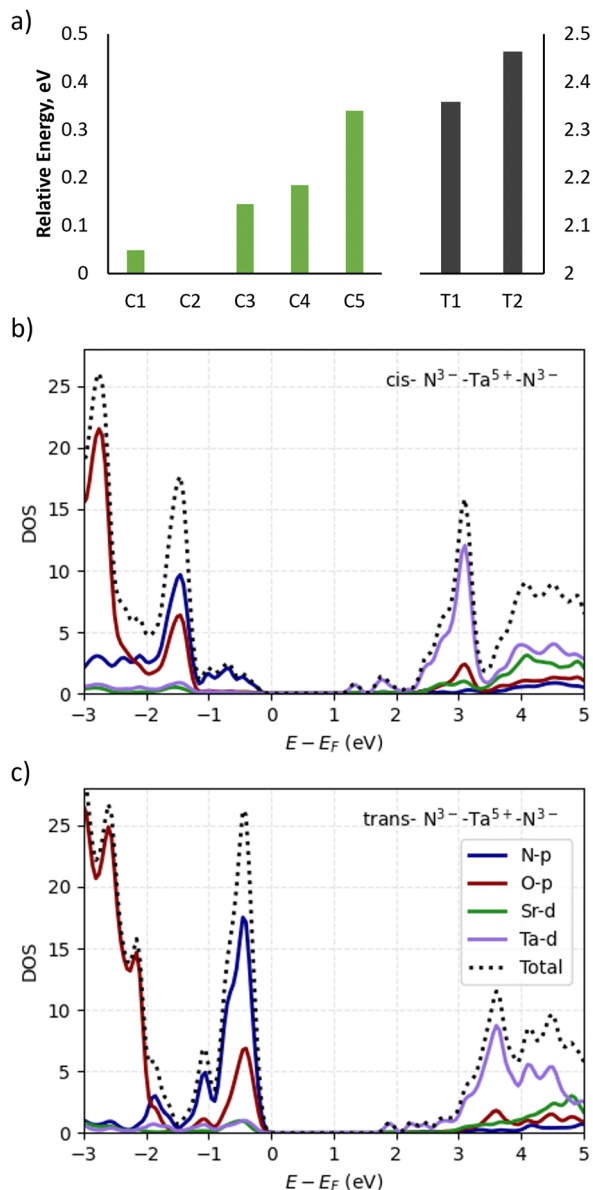 a)
Relative Energy, eV
0.5
0.4
0.3
0.2
0.1
0
C1 C2 C3 C4 C5
T1 T2
2.5
2.4
2.3
2.2
2.1
2
b)
cis- N³⁻-Ta⁵⁺-N³⁻
DOS
25
20
15
10
5
0
−3 −2 −1 0 1 2 3 4 5
E − E_F (eV)
c)
trans- N³⁻-Ta⁵⁺-N³⁻
N-p
O-p
Sr-d
Ta-d
Total
DOS
25
20
15
10
5
0
−3 −2 −1 0 1 2 3 4 5
E − E_F (eV)